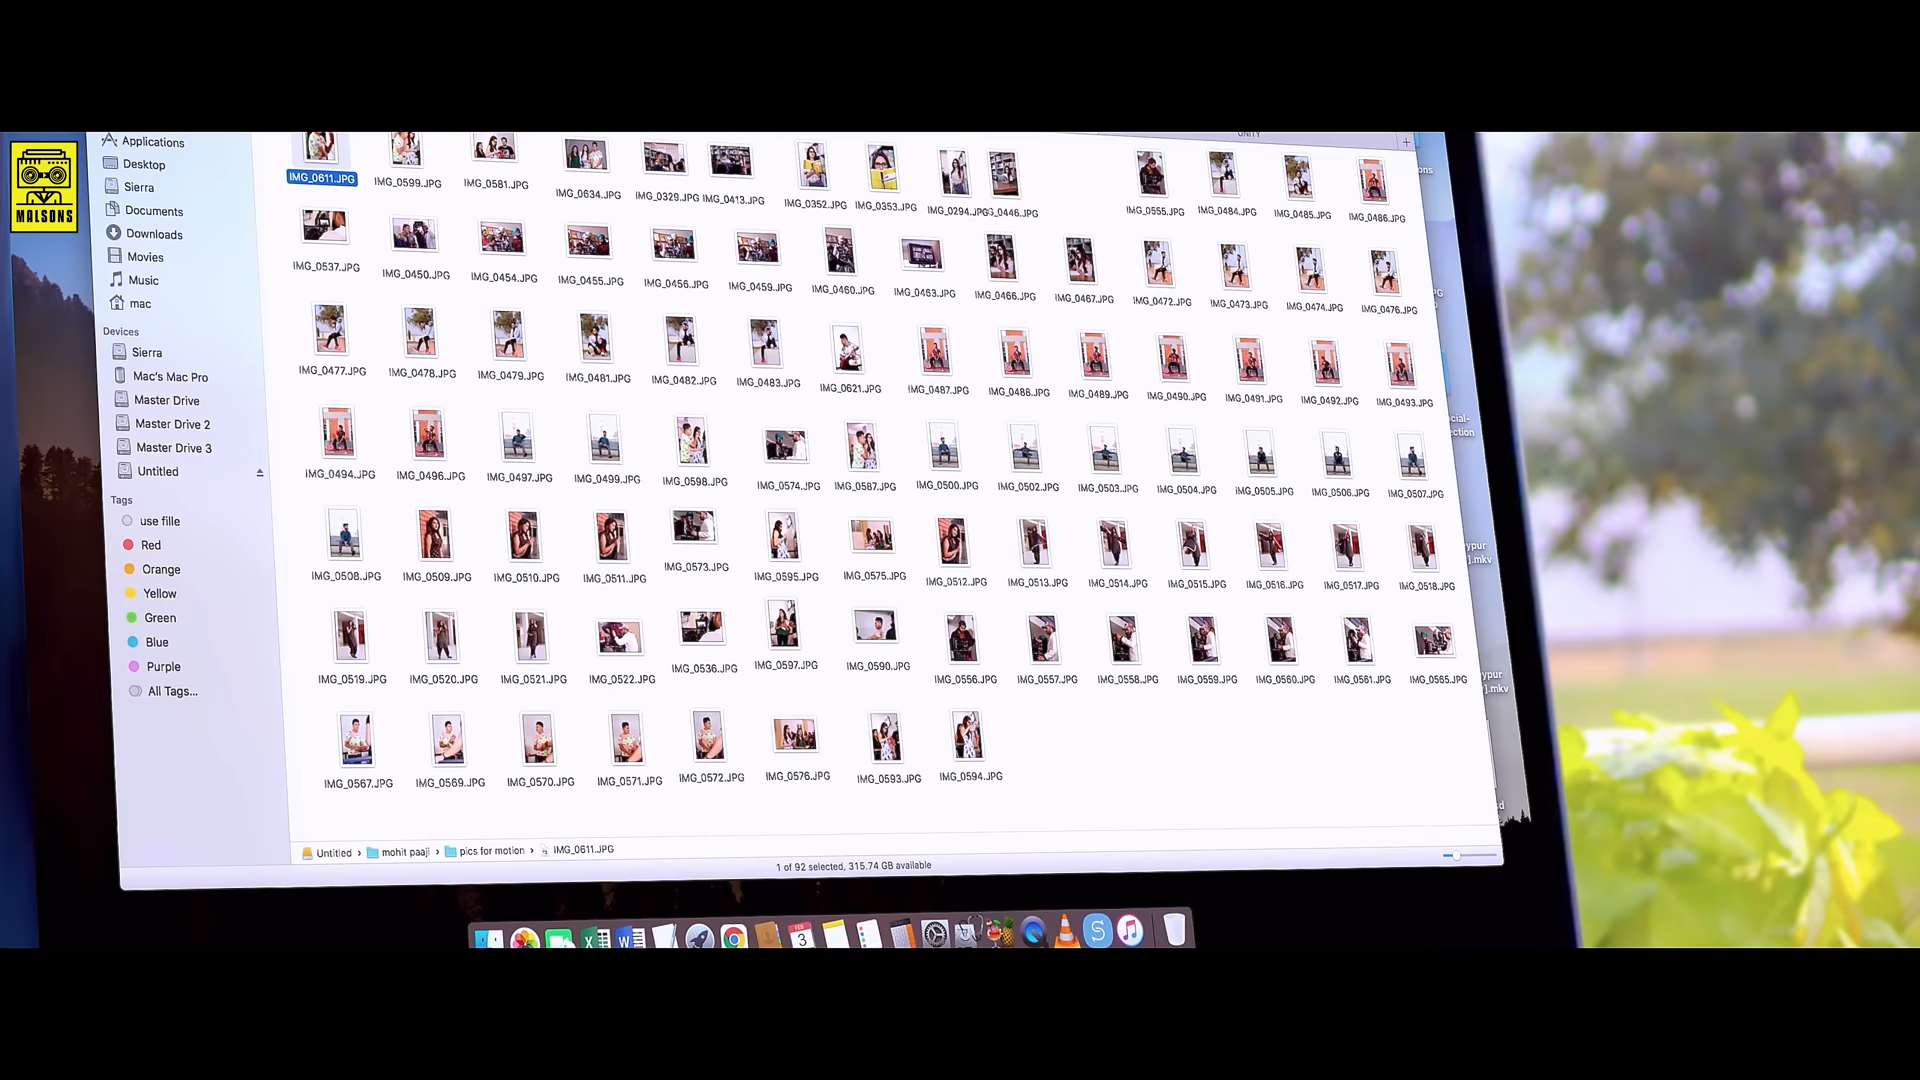 MALSONS
UNITY
Applications
Desktop
Sierra
Documents
Downloads
Movies
Music
mac
Devices
Sierra
Mac's Mac Pro
Master Drive
Master Drive 2
Master Drive 3
Untitled
Tags
use fille
Red
Orange
Yellow
Green
Blue
Purple
All Tags...
IMG_0611.JPG IMG_0599.JPG IMG_0581.JPG IMG_0634.JPG IMG_0329.JPG IMG_0413.JPG IMG_0352.JPG IMG_0353.JPG IMG_0294.JPG IMG_0446.JPG IMG_0555.JPG IMG_0484.JPG IMG_0485.JPG IMG_0486.JPG
IMG_0537.JPG IMG_0450.JPG IMG_0454.JPG IMG_0455.JPG IMG_0456.JPG IMG_0459.JPG IMG_0460.JPG IMG_0463.JPG IMG_0466.JPG IMG_0467.JPG IMG_0472.JPG IMG_0473.JPG IMG_0474.JPG IMG_0476.JPG
IMG_0477.JPG IMG_0478.JPG IMG_0479.JPG IMG_0481.JPG IMG_0482.JPG IMG_0483.JPG IMG_0621.JPG IMG_0487.JPG IMG_0488.JPG IMG_0489.JPG IMG_0490.JPG IMG_0491.JPG IMG_0492.JPG IMG_0493.JPG
IMG_0494.JPG IMG_0496.JPG IMG_0497.JPG IMG_0499.JPG IMG_0598.JPG IMG_0574.JPG IMG_0587.JPG IMG_0500.JPG IMG_0502.JPG IMG_0503.JPG IMG_0504.JPG IMG_0505.JPG IMG_0506.JPG IMG_0507.JPG
IMG_0508.JPG IMG_0509.JPG IMG_0510.JPG IMG_0511.JPG IMG_0573.JPG IMG_0595.JPG IMG_0575.JPG IMG_0512.JPG IMG_0513.JPG IMG_0514.JPG IMG_0515.JPG IMG_0516.JPG IMG_0517.JPG IMG_0518.JPG
IMG_0519.JPG IMG_0520.JPG IMG_0521.JPG IMG_0522.JPG IMG_0536.JPG IMG_0597.JPG IMG_0590.JPG IMG_0556.JPG IMG_0557.JPG IMG_0558.JPG IMG_0559.JPG IMG_0560.JPG IMG_0561.JPG IMG_0565.JPG
IMG_0567.JPG IMG_0569.JPG IMG_0570.JPG IMG_0571.JPG IMG_0572.JPG IMG_0576.JPG IMG_0593.JPG IMG_0594.JPG
Untitled › mohit paaji › pics for motion › IMG_0611.JPG
1 of 92 selected, 315.74 GB available
3